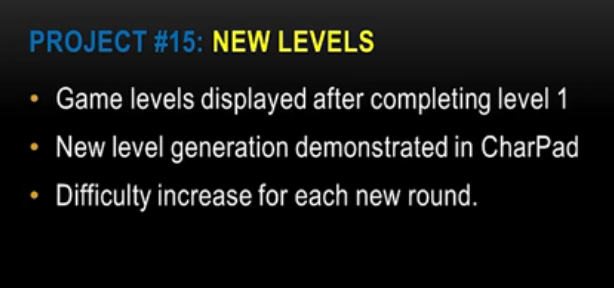 PROJECT #15: NEW LEVELS
• Game levels displayed after completing level 1
• New level generation demonstrated in CharPad
• Difficulty increase for each new round.